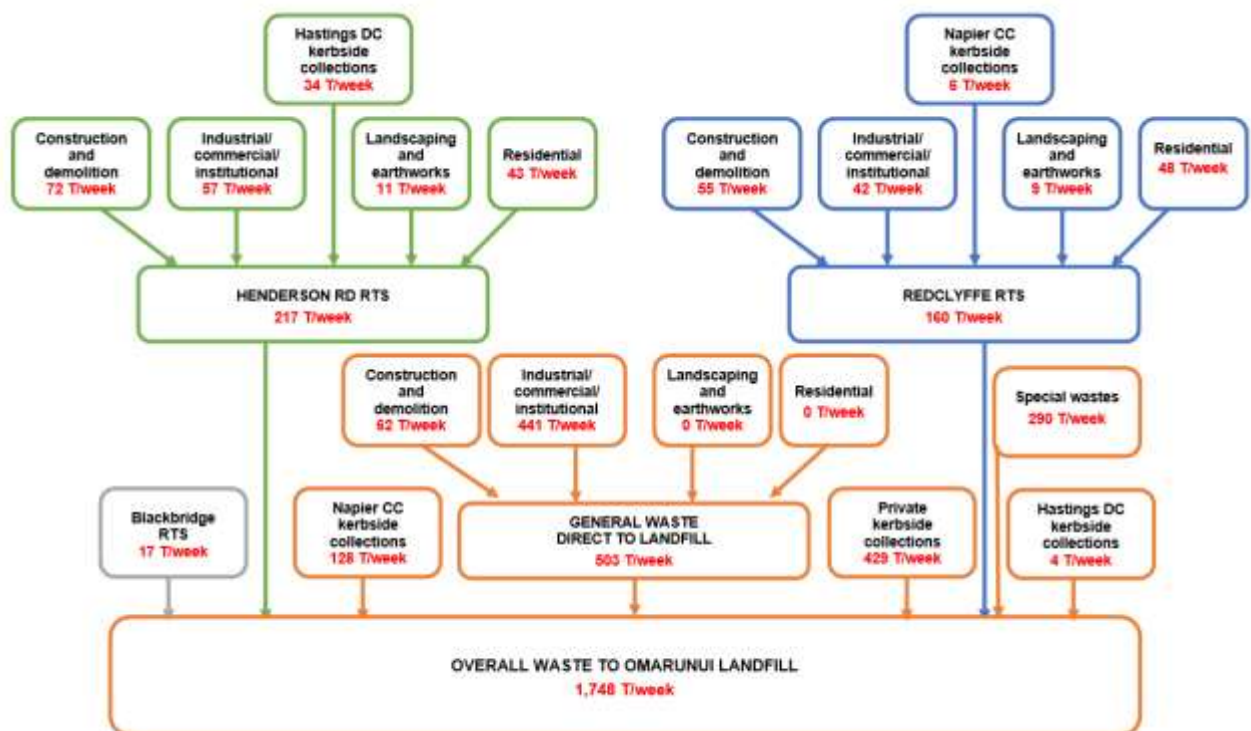 Hastings DC
kerbside
collections
34 T/week
Napier CC
kerbside
collections
6 T/week
Construction
and
demolition
72 T/week
Industrial/
commercial/
institutional
57 T/week
Landscaping
and
earthworks
11 T/week
Residential
43 T/week
Construction
and
demolition
55 T/week
Industrial/
commercial/
institutional
42 T/week
Landscaping
and
earthworks
9 T/week
Residential
48 T/week
HENDERSON RD RTS
217 T/week
REDCLYFFE RTS
160 T/week
Construction
and
demolition
62 T/week
Industrial/
commercial/
institutional
441 T/week
Landscaping
and
earthworks
0 T/week
Residential
0 T/week
Special wastes
290 T/week
Blackbridge
RTS
17 T/week
Napier CC
kerbside
collections
128 T/week
GENERAL WASTE
DIRECT TO LANDFILL
503 T/week
Private
kerbside
collections
429 T/week
Hastings DC
kerbside
collections
4 T/week
OVERALL WASTE TO OMARUNUI LANDFILL
1,748 T/week